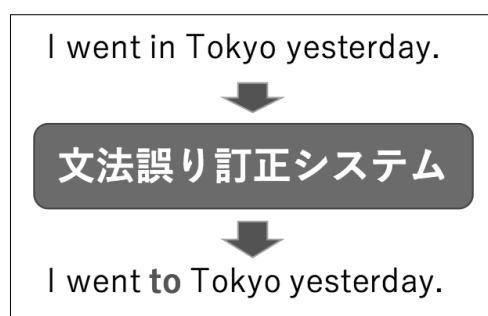 I went in Tokyo yesterday.
文法誤り訂正システム
I went to Tokyo yesterday.